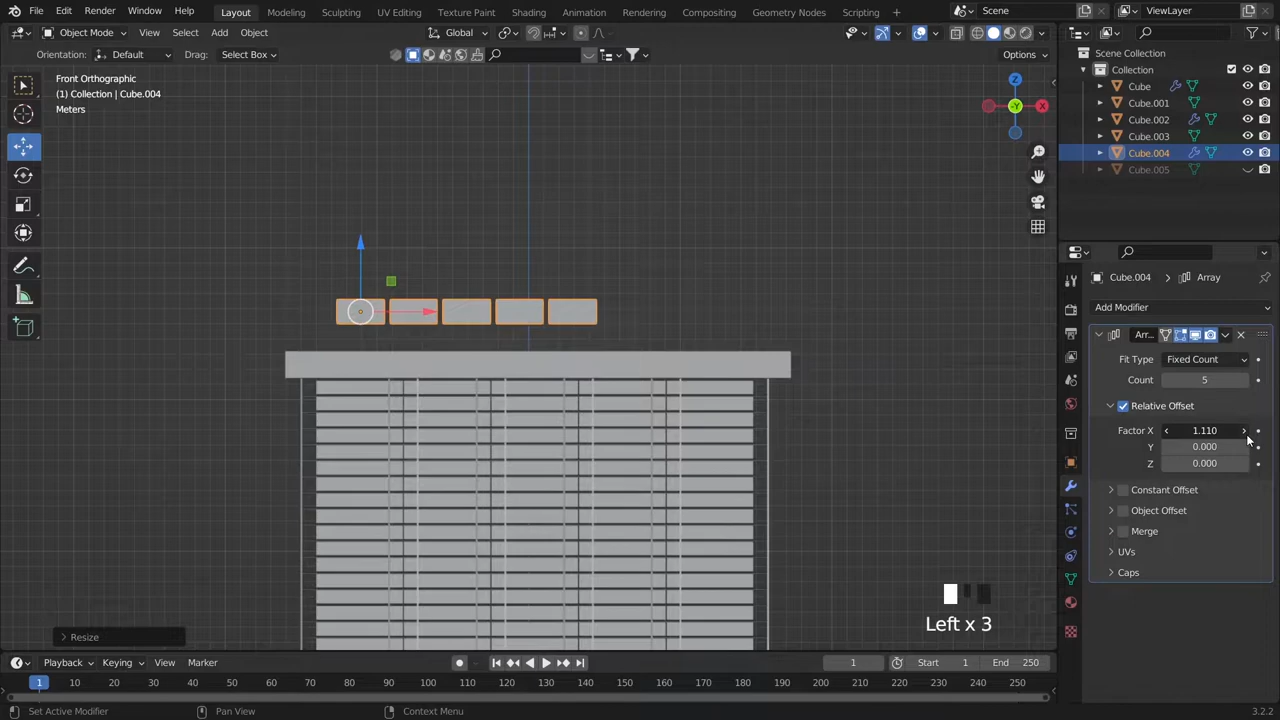 File Edit Render Window Help Layout Modeling Sculpting UV Editing Texture Paint Shading Animation Rendering Compositing Geometry Nodes Scripting Scene ViewLayer
Object Mode View Select Add Object Global
Orientation: Default Drag: Select Box Options
Scene Collection
Collection
Cube
Cube.001
Cube.002
Cube.003
Cube.004
Cube.005
Front Orthographic
(1) Collection | Cube.004
Meters
Z
-Y
X
Cube.004 > Array
Add Modifier
Arr...
Fit Type Fixed Count
Count 5
Relative Offset
Factor X 1.110
Y 0.000
Z 0.000
Constant Offset
Object Offset
Merge
UVs
Caps
Left x 3
Resize
Playback Keying View Marker 1 Start 1 End 250
1 10 20 30 40 50 60 70 80 90 100 110 120 130 140 150 160 170 180 190 200 210 220 230 240 250
Set Active Modifier Pan View Context Menu 3.2.2